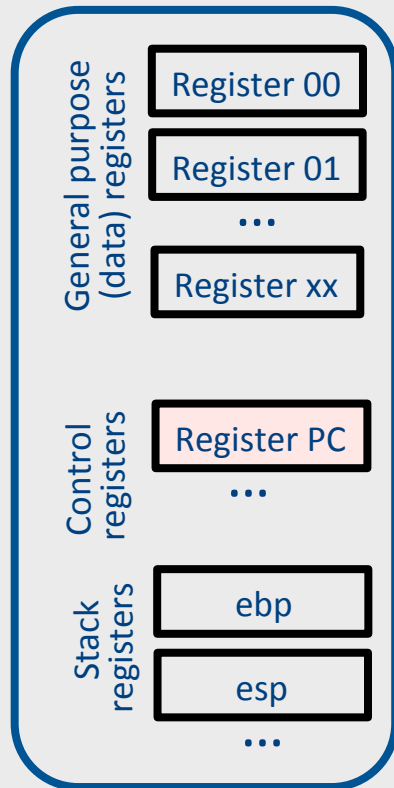 General purpose
(data) registers
Register 00
Register 01
...
Register xx
Control
registers
Register PC
...
Stack
registers
ebp
esp
...